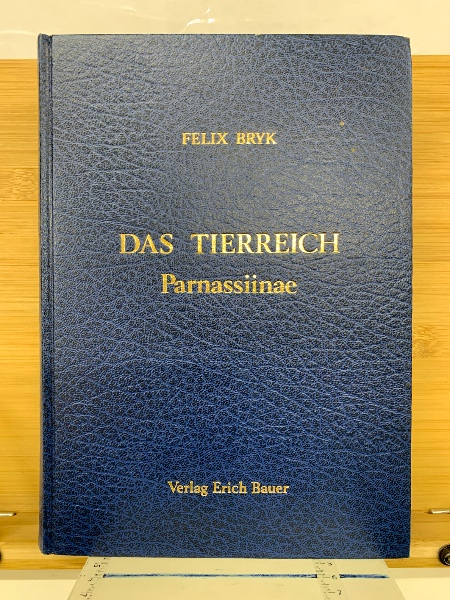 FELIX BRYK
DAS TIERREICH
Parnassiinae
Verlag Erich Bauer